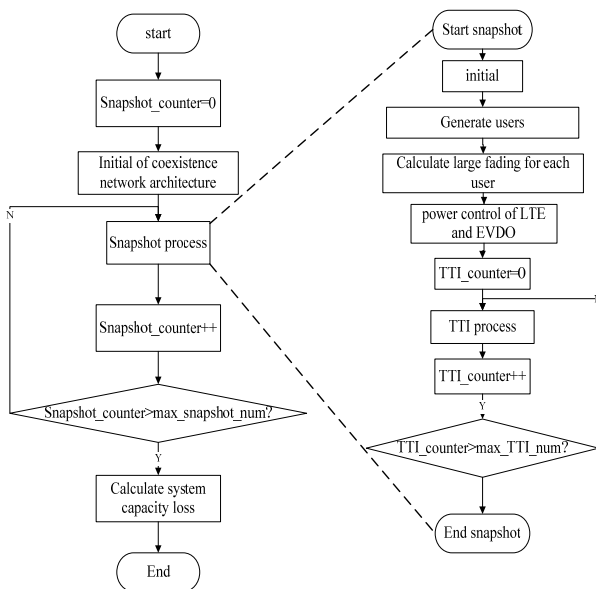 start
Snapshot_counter=0
Initial of coexistence
network architecture
N
Snapshot process
Snapshot_counter++
Snapshot_counter>max_snapshot_num?
Y
Calculate system
capacity loss
End
Start snapshot
initial
Generate users
Calculate large fading for each
user
power control of LTE
and EVDO
TTI_counter=0
TTI process
TTI_counter++
Y
TTI_counter>max_TTI_num?
End snapshot